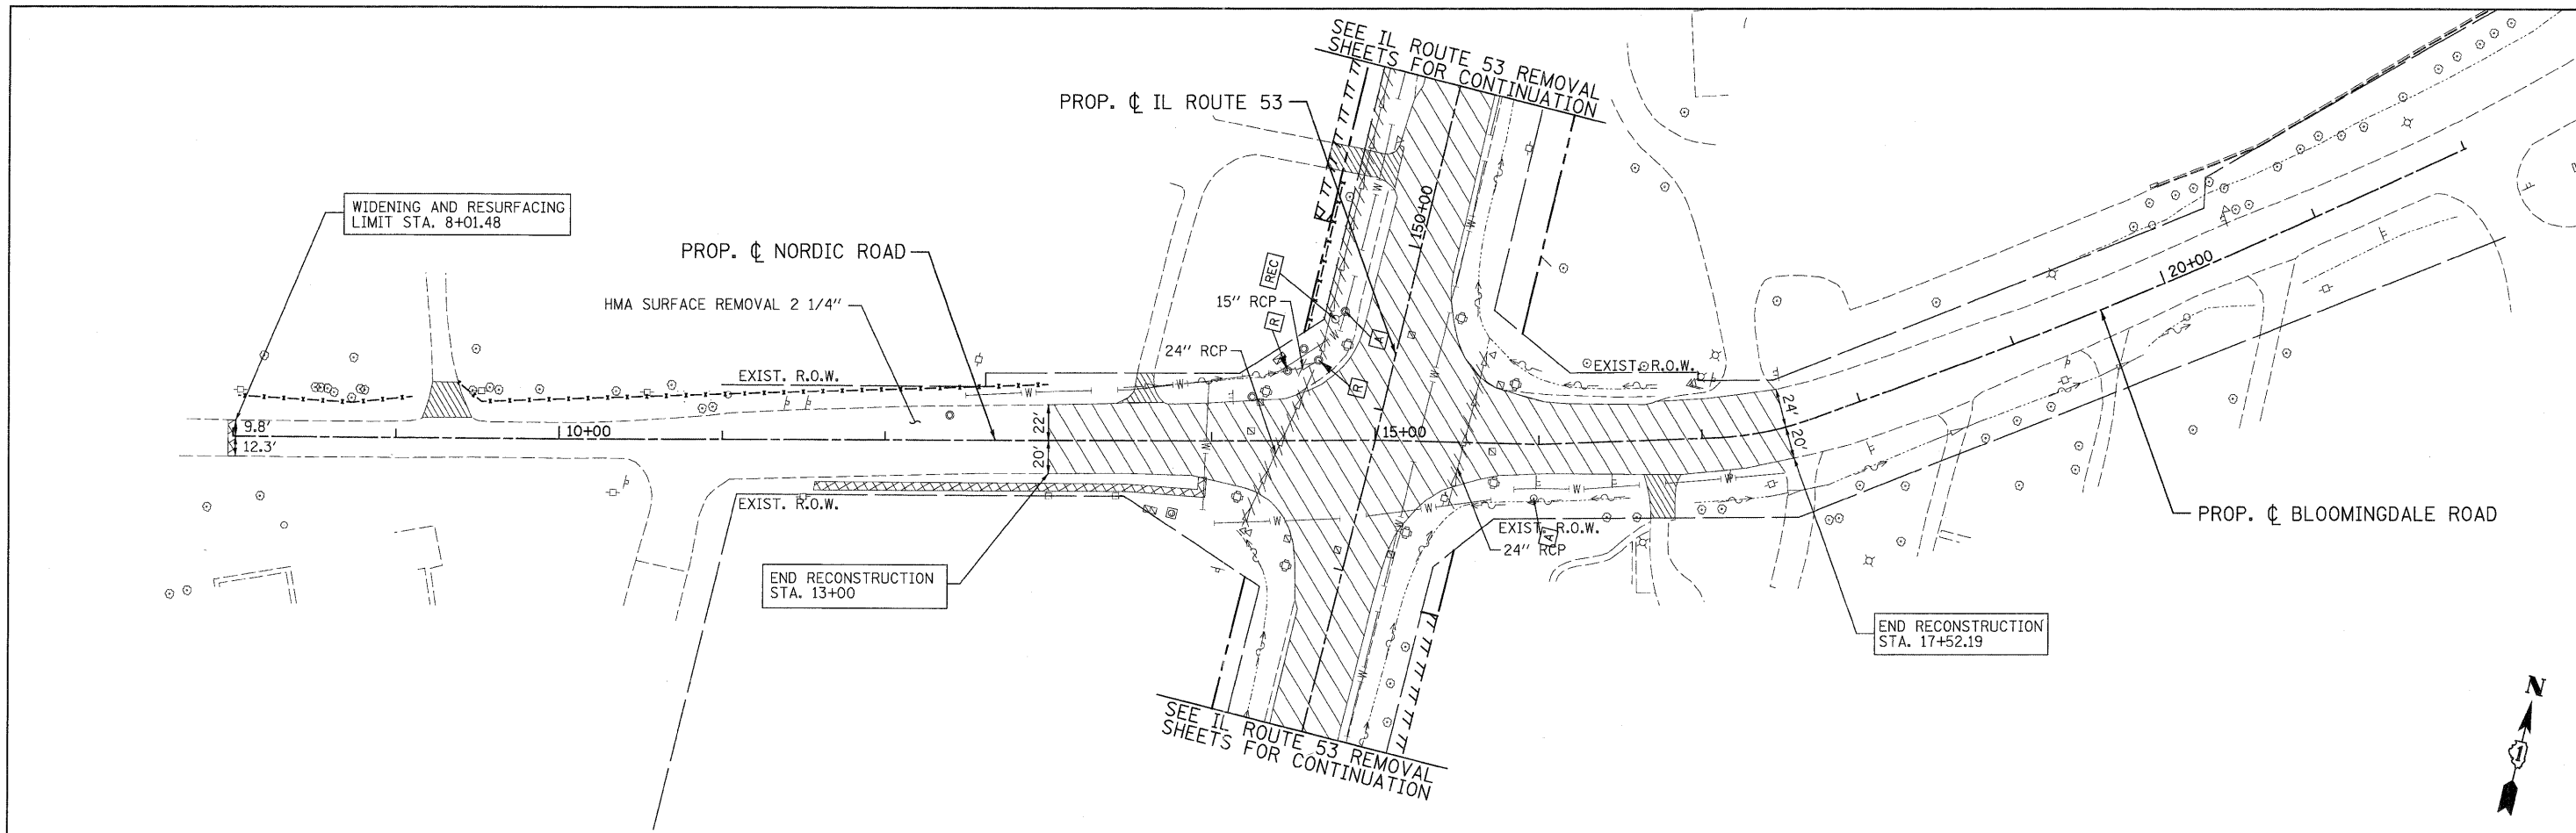 SEE IL ROUTE 53 REMOVAL
SHEETS FOR CONTINUATION
PROP. ℄ IL ROUTE 53
WIDENING AND RESURFACING
LIMIT STA. 8+01.48
PROP. ℄ NORDIC ROAD
HMA SURFACE REMOVAL 2 1/4"
150+00
REC
15" RCP
R
A
24" RCP
R
EXIST. R.O.W.
EXIST. R.O.W.
20+00
9.8'
12.3'
10+00
22'
20'
15+00
24'
20'
EXIST. R.O.W.
EXIST. R.O.W.
A
24" RCP
PROP. ℄ BLOOMINGDALE ROAD
END RECONSTRUCTION
STA. 13+00
END RECONSTRUCTION
STA. 17+52.19
SEE IL ROUTE 53 REMOVAL
SHEETS FOR CONTINUATION
W
W
W
W
W
W
W
W
W
W
W
N
1